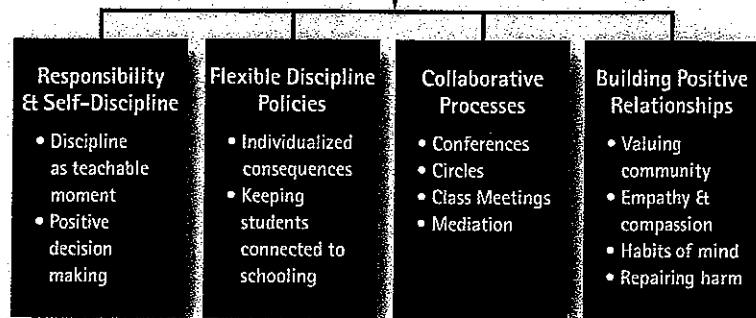 Responsibility
& Self-Discipline
• Discipline
as teachable
moment
• Positive
decision
making
Flexible Discipline
Policies
• Individualized
consequences
• Keeping
students
connected to
schooling
Collaborative
Processes
• Conferences
• Circles
• Class Meetings
• Mediation
Building Positive
Relationships
• Valuing
community
• Empathy &
compassion
• Habits of mind
• Repairing harm